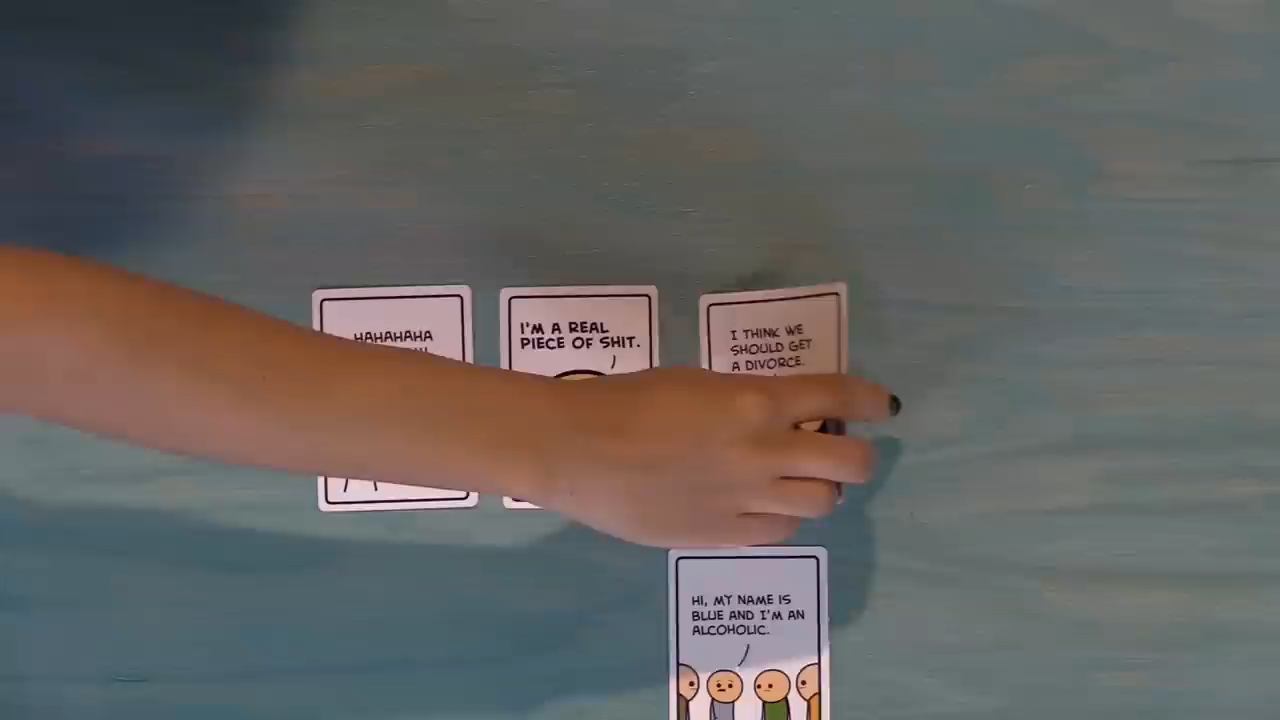 HAHAHAHA
I'M A REAL
PIECE OF SHIT.
I THINK WE
SHOULD GET
A DIVORCE.
HI, MY NAME IS
BLUE AND I'M AN
ALCOHOLIC.